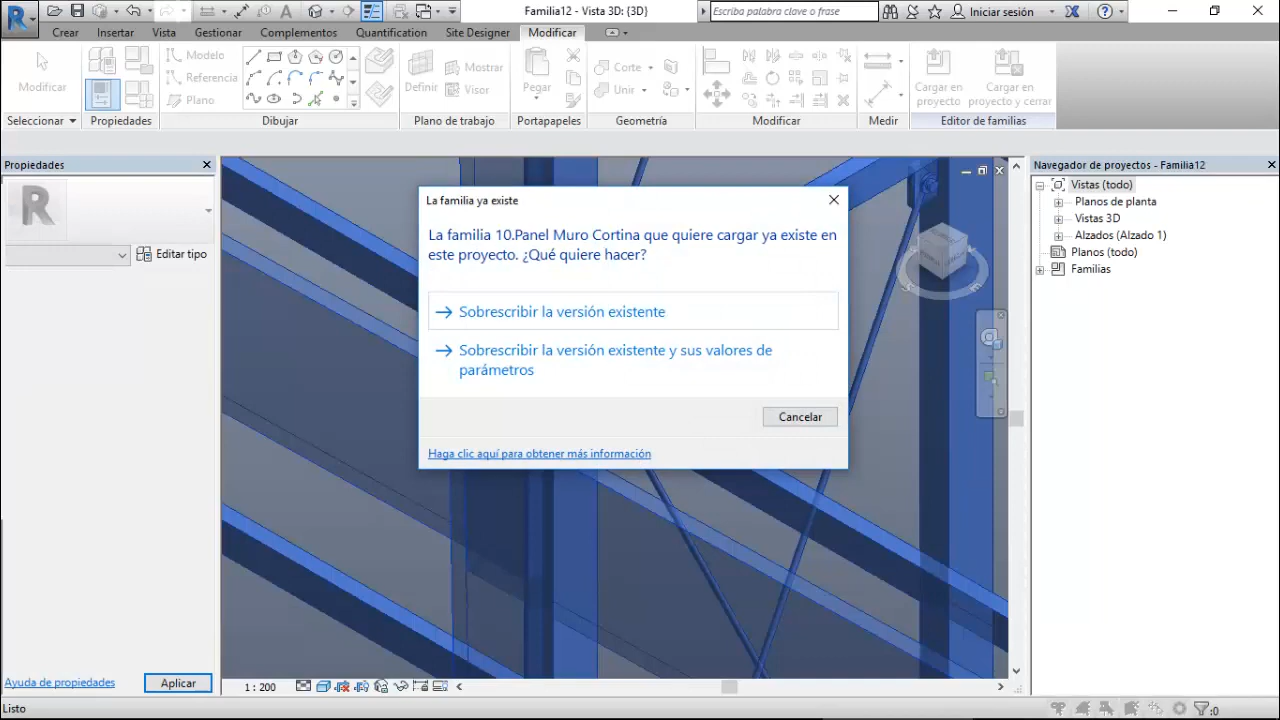 Familia12 - Vista 3D: {3D}
Escriba palabra clave o frase
Iniciar sesión
Crear
Insertar
Vista
Gestionar
Complementos
Quantification
Site Designer
Modificar
Modelo
Referencia
Plano
Modificar
Definir
Mostrar
Visor
Pegar
Corte
Unir
Cargar en
proyecto
Cargar en
proyecto y cerrar
Seleccionar
Propiedades
Dibujar
Plano de trabajo
Portapapeles
Geometría
Modificar
Medir
Editor de familias
Propiedades
Editar tipo
La familia ya existe
La familia 10.Panel Muro Cortina que quiere cargar ya existe en
este proyecto. ¿Qué quiere hacer?
Sobrescribir la versión existente
Sobrescribir la versión existente y sus valores de
parámetros
Cancelar
Haga clic aquí para obtener más información
Navegador de proyectos - Familia12
Vistas (todo)
Planos de planta
Vistas 3D
Alzados (Alzado 1)
Planos (todo)
Familias
Ayuda de propiedades
Aplicar
1 : 200
Listo
:0